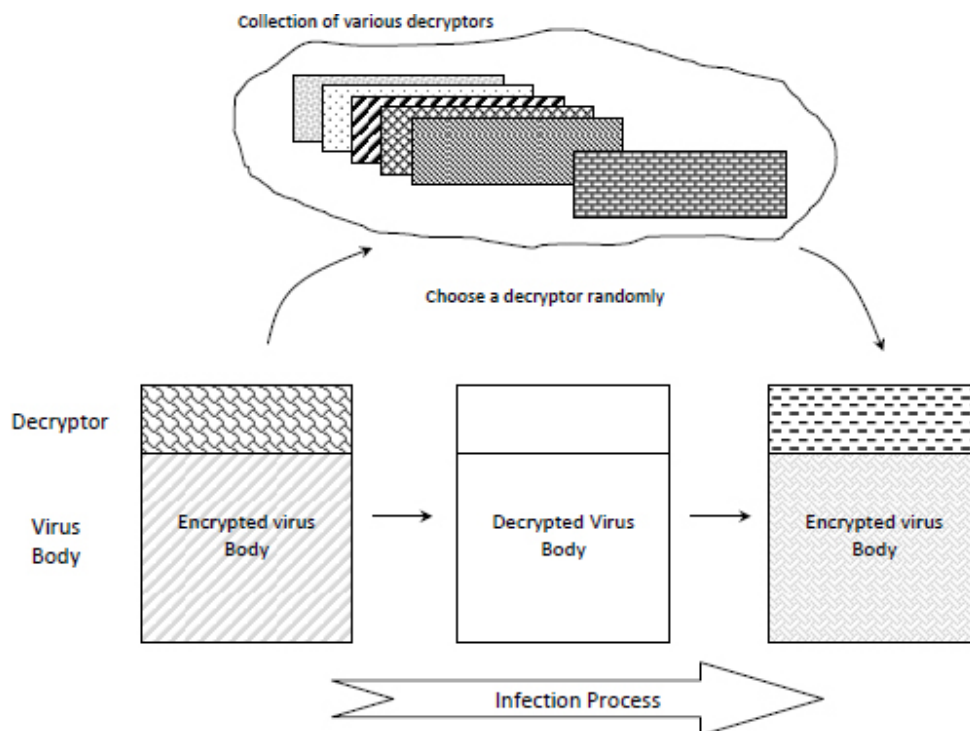 Collection of various decryptors
Choose a decryptor randomly
Decryptor
Virus
Body
Encrypted virus
Body
Decrypted Virus
Body
Encrypted virus
Body
Infection Process